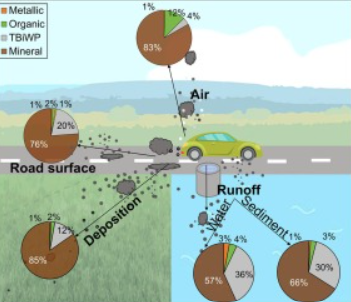 Metallic
Organic
TBiWP
Mineral
1%
12%
4%
83%
Air
1% 2% 1%
20%
76%
Road surface
Runoff
Water
Sediment
Deposition
1%
2%
12%
85%
3%
4%
57%
36%
1%
3%
30%
66%